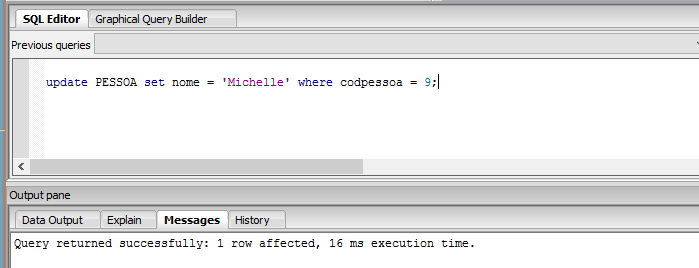 SQL Editor Graphical Query Builder
Previous queries
update PESSOA set nome = 'Michelle' where codpessoa = 9;
Output pane
Data Output Explain Messages History
Query returned successfully: 1 row affected, 16 ms execution time.